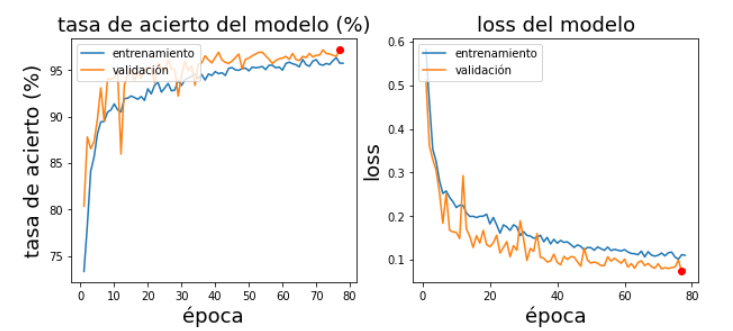 tasa de acierto del modelo (%)
entrenamiento
validación
tasa de acierto (%)
95
90
85
80
75
0 10 20 30 40 50 60 70 80
época
loss del modelo
entrenamiento
validación
loss
0.6
0.5
0.4
0.3
0.2
0.1
0 20 40 60 80
época